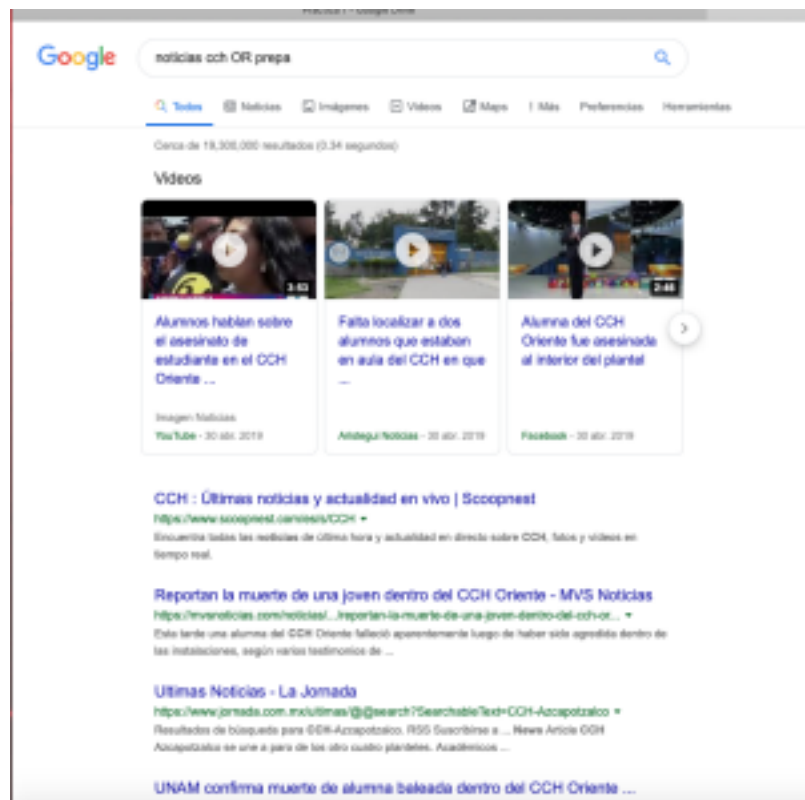 Práctica 1 - Google Drive
Google
noticias cch OR prepa
Todos Noticias Imágenes Videos Maps Más Preferencias Herramientas
Cerca de 19,300,000 resultados (0.34 segundos)
Videos
3:53
2:46
Alumnos hablan sobre
el asesinato de
estudiante en el CCH
Oriente ...
Imagen Noticias
YouTube - 30 abr. 2019
Falta localizar a dos
alumnos que estaban
en aula del CCH en que
...
Aristegui Noticias - 30 abr. 2019
Alumna del CCH
Oriente fue asesinada
al interior del plantel
Facebook - 30 abr. 2019
CCH : Últimas noticias y actualidad en vivo | Scoopnest
https://www.scoopnest.com/es/s/CCH
Encuentra todas las noticias de última hora y actualidad en directo sobre CCH, fotos y videos en
tiempo real.
Reportan la muerte de una joven dentro del CCH Oriente - MVS Noticias
https://mvsnoticias.com/noticias/.../reportan-la-muerte-de-una-joven-dentro-del-cch-or...
Esta tarde una alumna del CCH Oriente falleció aparentemente luego de haber sido agredida dentro de
las instalaciones, según varios testimonios de ...
Ultimas Noticias - La Jornada
https://www.jornada.com.mx/ultimas/@@search?SearchableText=CCH-Azcapotzalco
Resultados de búsqueda para CCH-Azcapotzalco. RSS Suscribirse a ... News Article CCH
Azcapotzalco se une a paro de los otro cuatro planteles. Académicos ...
UNAM confirma muerte de alumna baleada dentro del CCH Oriente ...